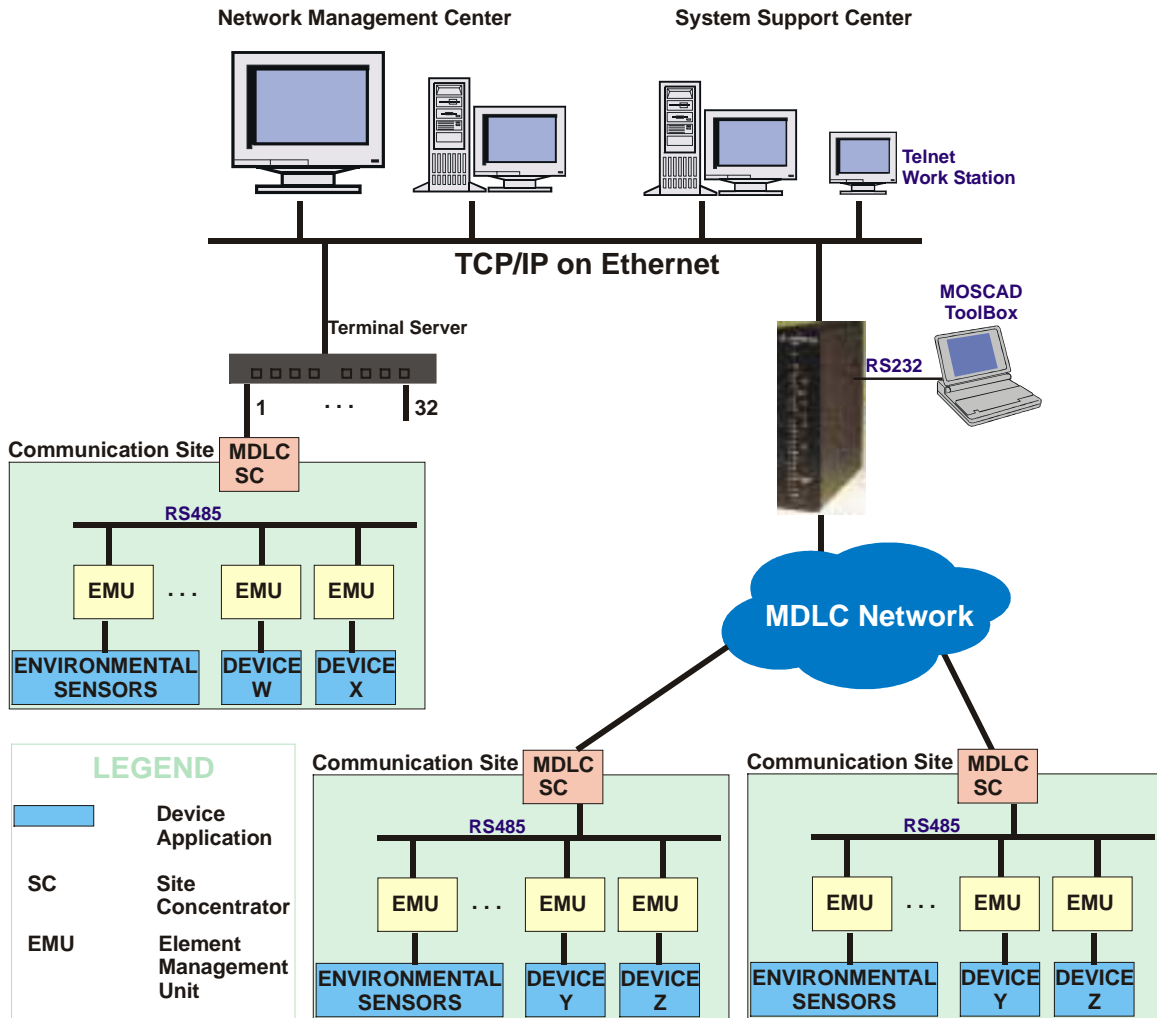 Network Management Center
System Support Center
Telnet
Work Station
TCP/IP on Ethernet
MOSCAD
ToolBox
Terminal Server
RS232
1 . . . 32
Communication Site
MDLC
SC
RS485
EMU . . . EMU EMU
ENVIRONMENTAL
SENSORS
DEVICE
W
DEVICE
X
MDLC Network
LEGEND
Device
Application
SC Site
Concentrator
EMU Element
Management
Unit
Communication Site
MDLC
SC
RS485
EMU . . . EMU EMU
ENVIRONMENTAL
SENSORS
DEVICE
Y
DEVICE
Z
Communication Site
MDLC
SC
RS485
EMU . . . EMU EMU
ENVIRONMENTAL
SENSORS
DEVICE
Y
DEVICE
Z